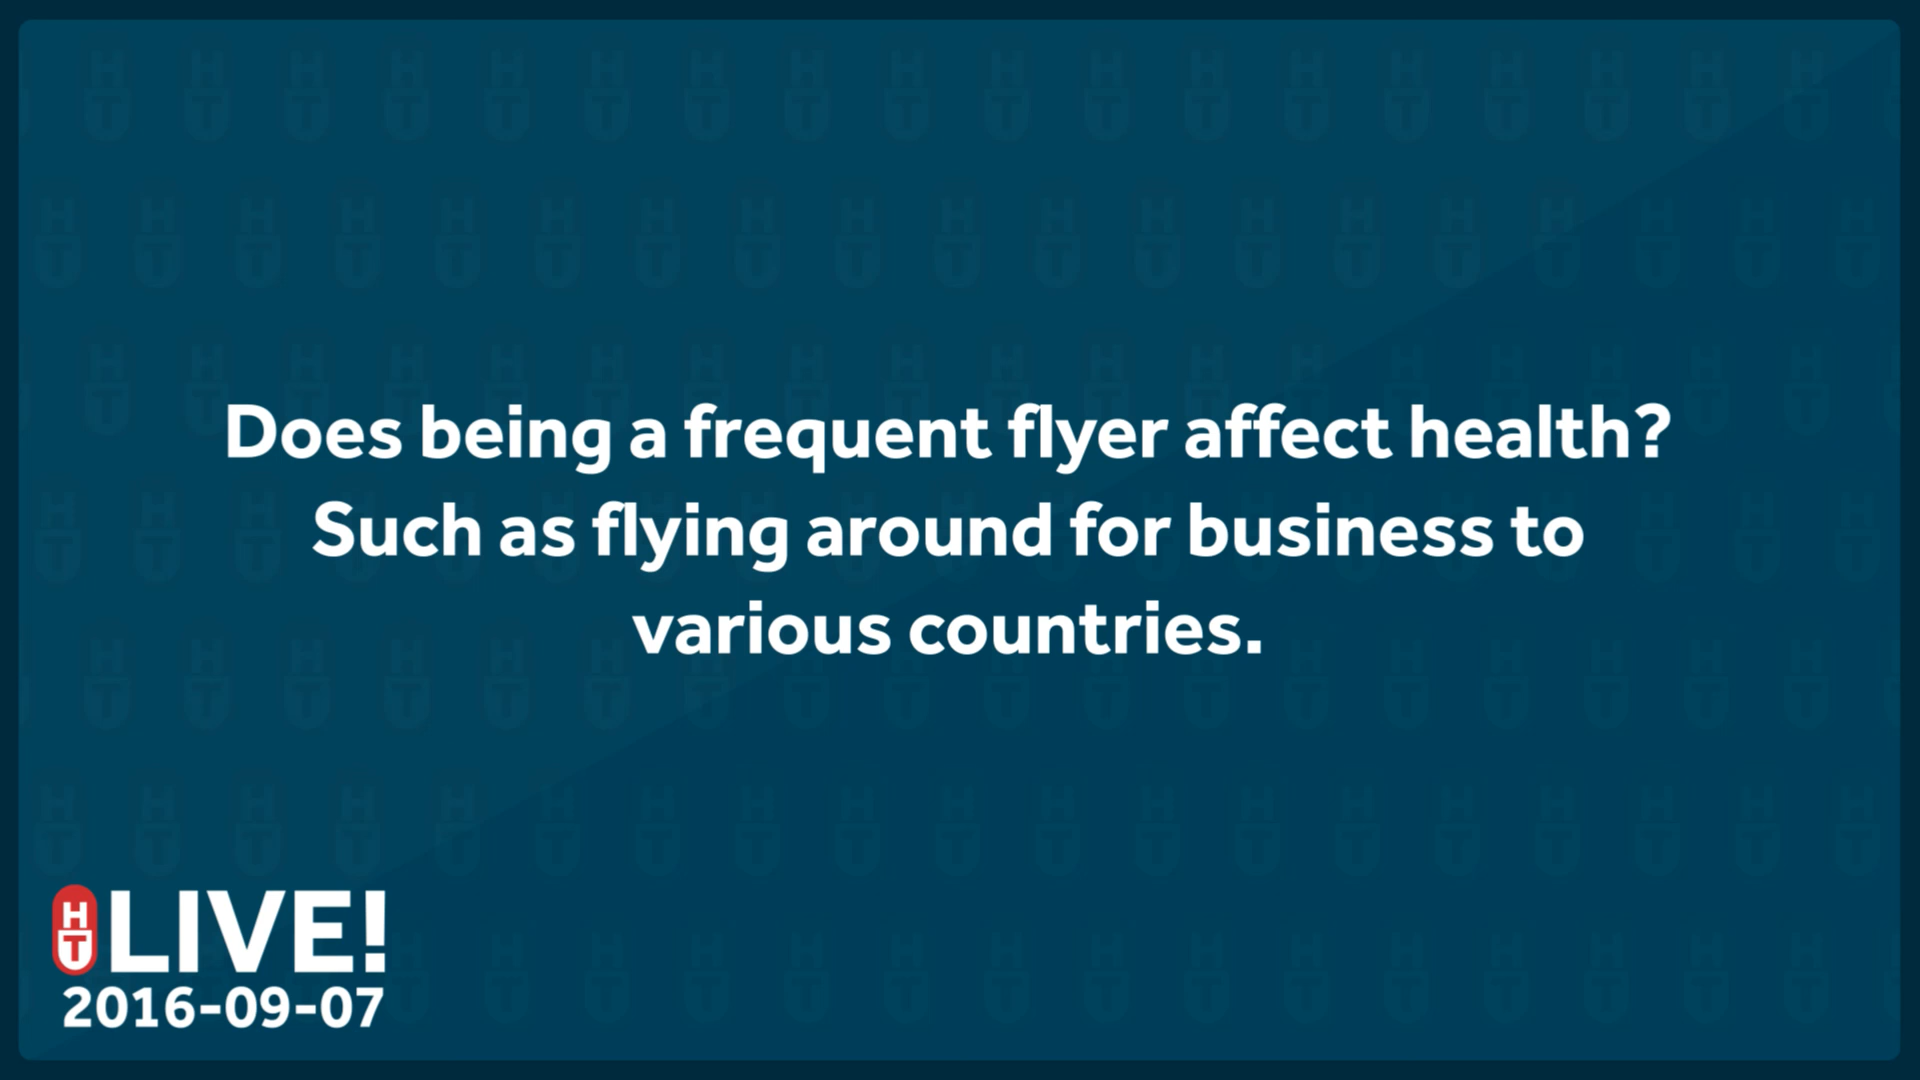 Does being a frequent flyer affect health?
Such as flying around for business to
various countries.
HT LIVE!
2016-09-07